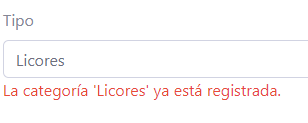 Tipo
Licores
La categoría 'Licores' ya está registrada.